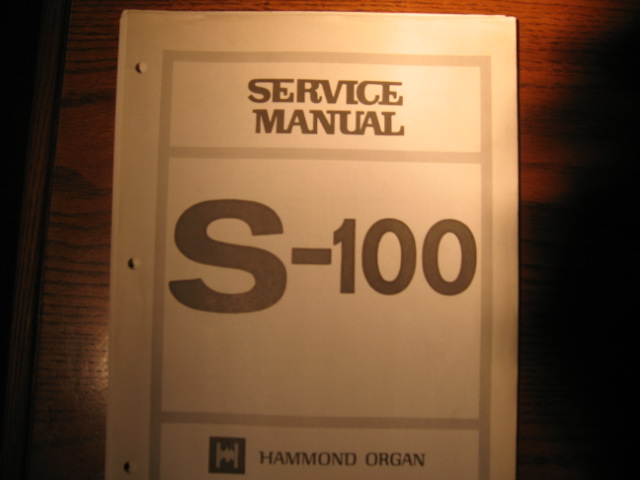 SERVICE
MANUAL
S-100
HAMMOND ORGAN